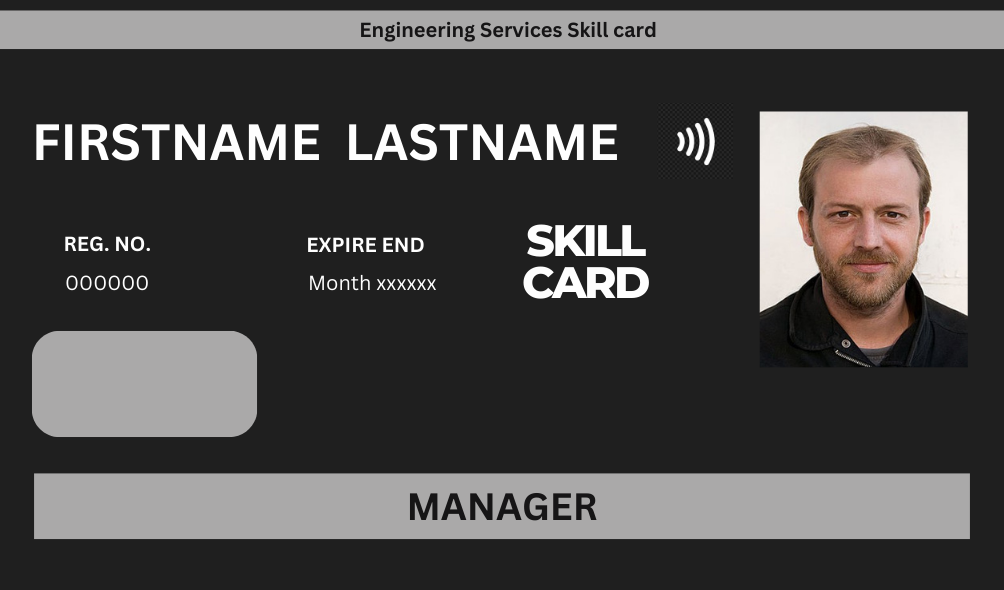 Engineering Services Skill card
FIRSTNAME LASTNAME
REG. NO.
000000
EXPIRE END
Month xxxxxx
SKILL
CARD
MANAGER